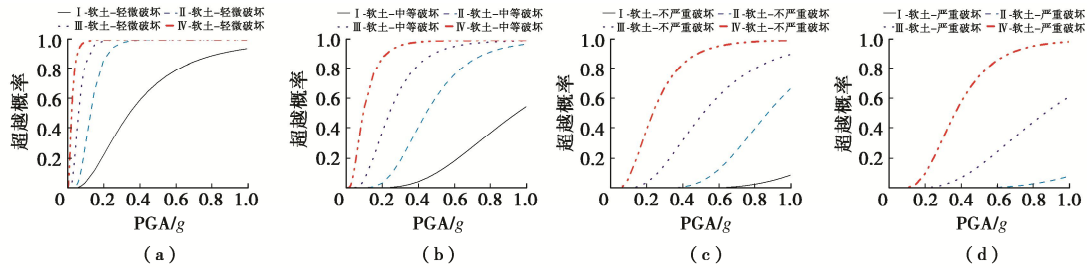 Ⅰ-软土-轻微破坏 Ⅱ-软土-轻微破坏
Ⅲ-软土-轻微破坏 Ⅳ-软土-轻微破坏
1.0
0.8
0.6
0.4
0.2
超越概率
0 0.2 0.4 0.6 0.8 1.0
PGA/g
(a)
Ⅰ-软土-中等破坏 Ⅱ-软土-中等破坏
Ⅲ-软土-中等破坏 Ⅳ-软土-中等破坏
1.0
0.8
0.6
0.4
0.2
超越概率
0 0.2 0.4 0.6 0.8 1.0
PGA/g
(b)
Ⅰ-软土-不严重破坏 Ⅱ-软土-不严重破坏
Ⅲ-软土-不严重破坏 Ⅳ-软土-不严重破坏
1.0
0.8
0.6
0.4
0.2
超越概率
0 0.2 0.4 0.6 0.8 1.0
PGA/g
(c)
Ⅰ-软土-严重破坏 Ⅱ-软土-严重破坏
Ⅲ-软土-严重破坏 Ⅳ-软土-严重破坏
1.0
0.8
0.6
0.4
0.2
超越概率
0 0.2 0.4 0.6 0.8 1.0
PGA/g
(d)